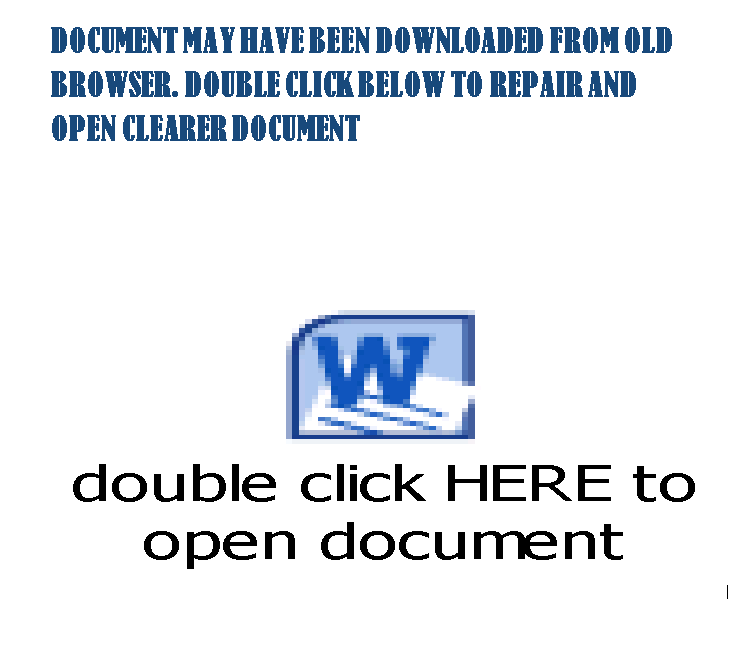 DOCUMENT MAY HAVE BEEN DOWNLOADED FROM OLD
BROWSER. DOUBLE CLICK BELOW TO REPAIR AND
OPEN CLEARER DOCUMENT
W
double click HERE to
open document